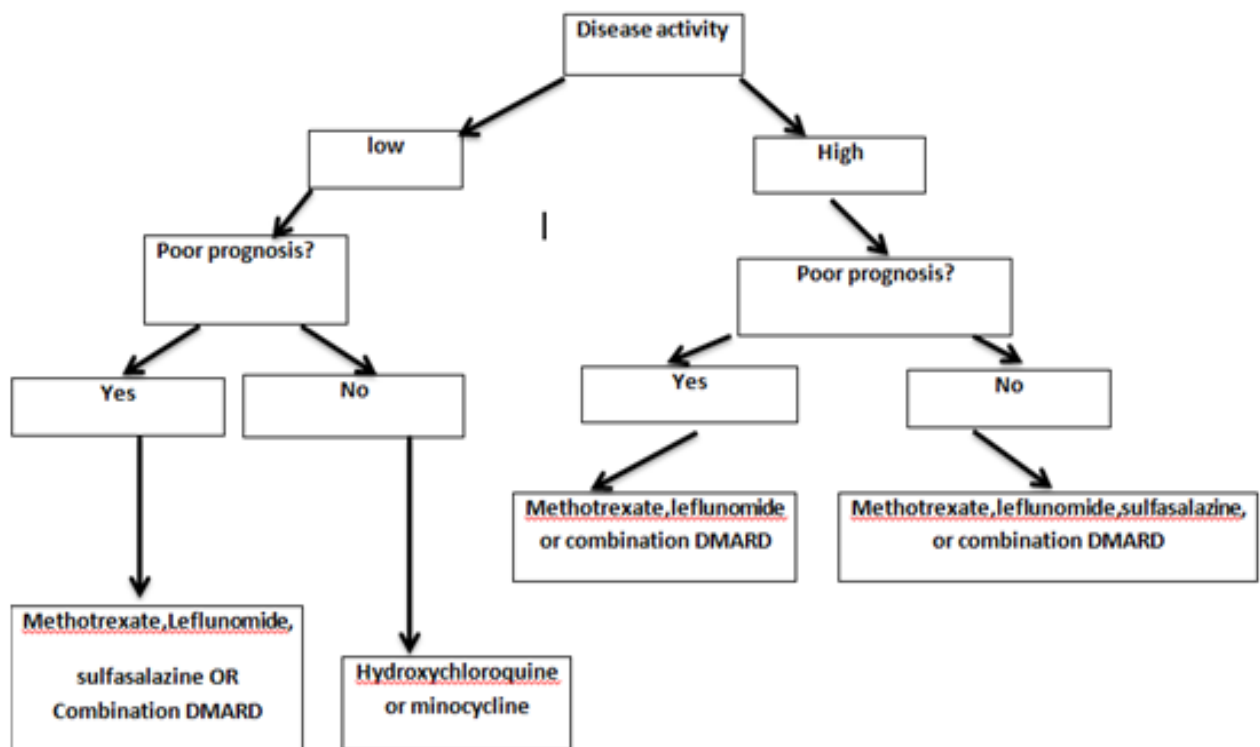 Disease activity
low
High
Poor prognosis?
Poor prognosis?
Yes
No
Yes
No
Methotrexate,leflunomide
or combination DMARD
Methotrexate,leflunomide,sulfasalazine,
or combination DMARD
Methotrexate,Leflunomide,
sulfasalazine OR
Combination DMARD
Hydroxychloroquine
or minocycline